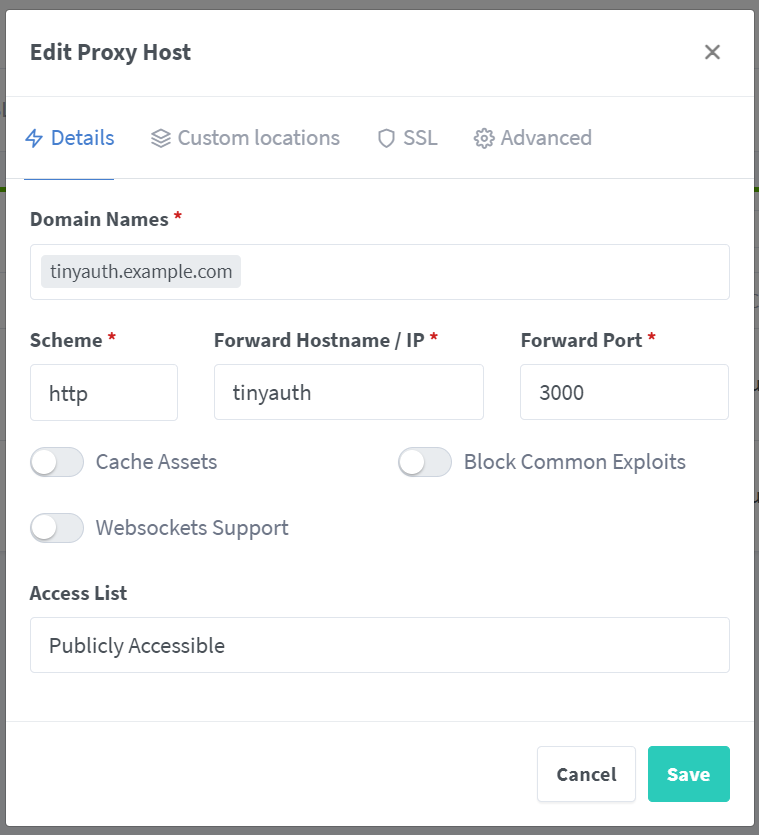 Edit Proxy Host
Details Custom locations SSL Advanced
Domain Names *
tinyauth.example.com
Scheme * Forward Hostname / IP * Forward Port *
http tinyauth 3000
Cache Assets Block Common Exploits
Websockets Support
Access List
Publicly Accessible
Cancel Save